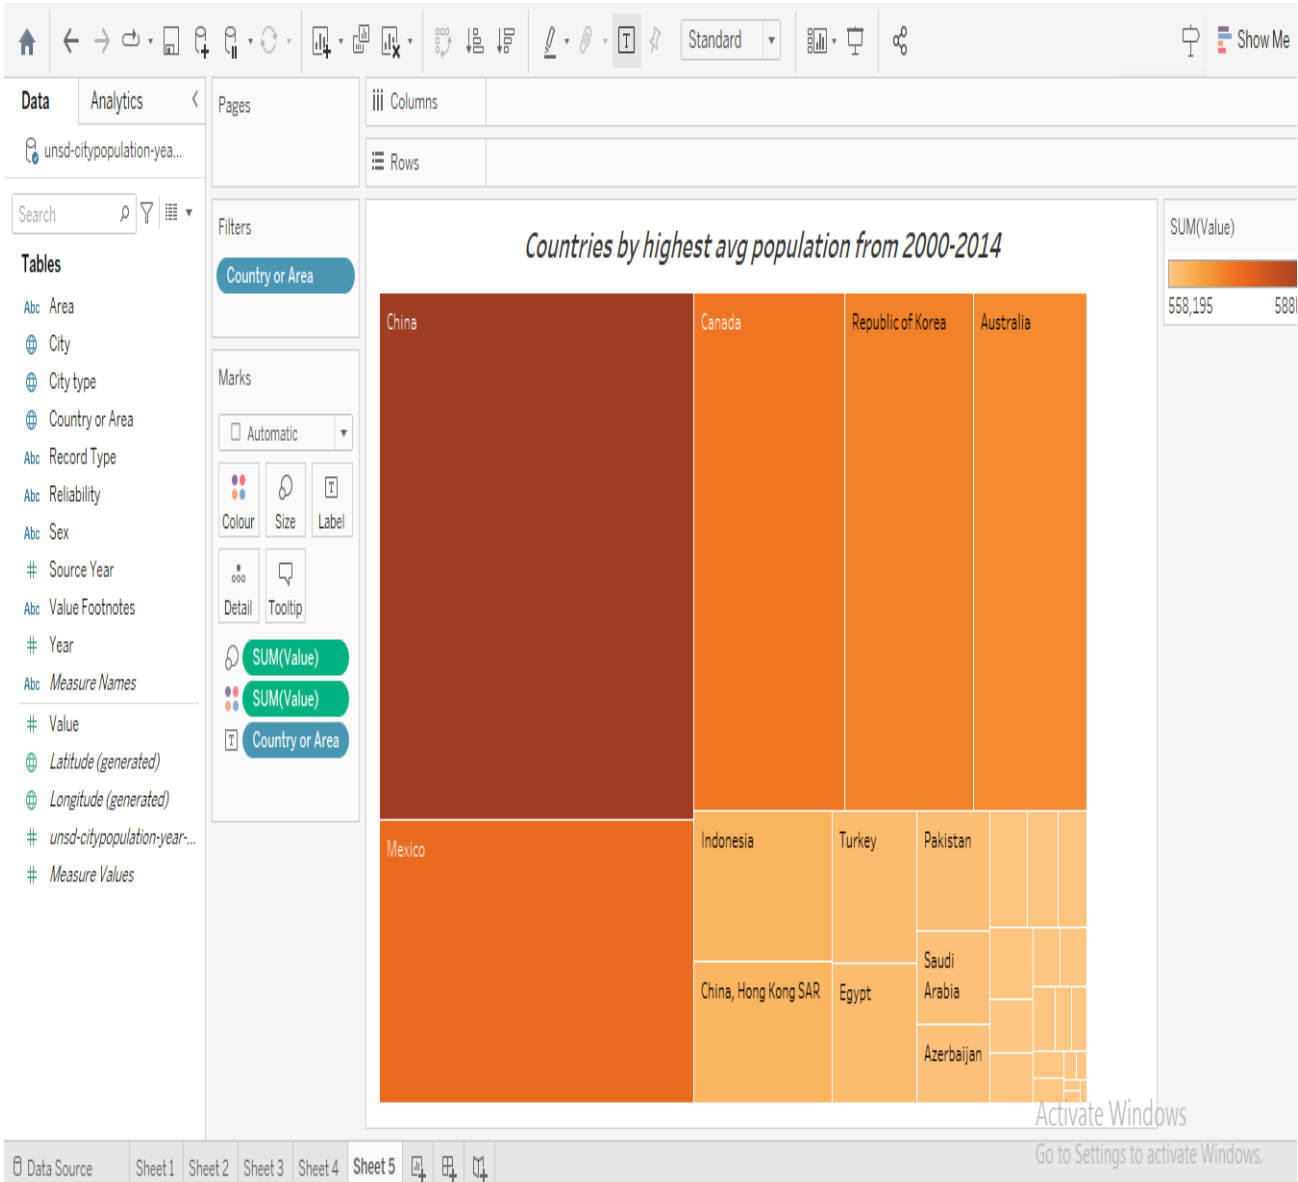 Standard
Show Me
Data
Analytics
Pages
Columns
unsd-citypopulation-yea...
Rows
Search
Filters
Country or Area
Tables
Abc Area
City
City type
Country or Area
Abc Record Type
Abc Reliability
Abc Sex
# Source Year
Abc Value Footnotes
# Year
Abc Measure Names
# Value
Latitude (generated)
Longitude (generated)
# unsd-citypopulation-year-...
# Measure Values
Marks
Automatic
Colour
Size
Label
Detail
Tooltip
SUM(Value)
SUM(Value)
Country or Area
Countries by highest avg population from 2000-2014
China
Canada
Republic of Korea
Australia
Mexico
Indonesia
Turkey
Pakistan
China, Hong Kong SAR
Egypt
Saudi
Arabia
Azerbaijan
SUM(Value)
558,195
Activate Windows
Go to Settings to activate Windows.
Data Source
Sheet 1
Sheet 2
Sheet 3
Sheet 4
Sheet 5